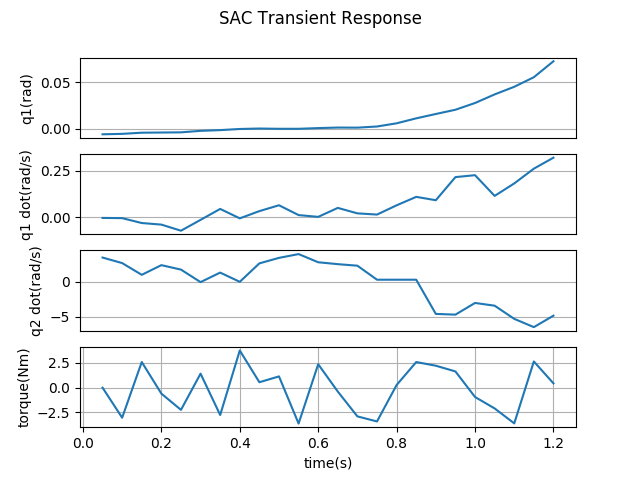 SAC Transient Response
q1(rad)
0.05
0.00
q1 dot(rad/s)
0.25
0.00
q2 dot(rad/s)
0
−5
torque(Nm)
2.5
0.0
−2.5
0.0 0.2 0.4 0.6 0.8 1.0 1.2
time(s)